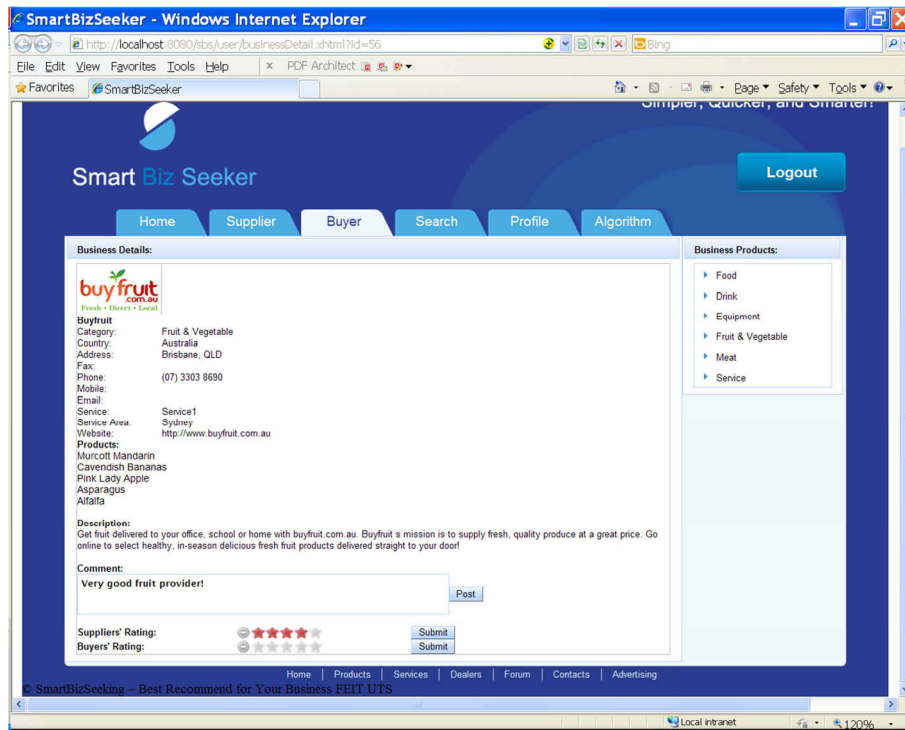 SmartBizSeeker - Windows Internet Explorer
http://localhost:8080/sbs/user/businessDetail.xhtml?id=56
Bing
File Edit View Favorites Tools Help x PDF Architect
Favorites SmartBizSeeker Page Safety Tools
Simpler, Quicker, and Smarter!
Smart Biz Seeker
Logout
Home Supplier Buyer Search Profile Algorithm
Business Details:
Business Products:
buyfruit
.com.au
Fresh • Direct • Local
Buyfruit
Category: Fruit & Vegetable
Country: Australia
Address: Brisbane, QLD
Fax:
Phone: (07) 3303 8690
Mobile:
Email:
Service: Service1
Service Area: Sydney
Website: http://www.buyfruit.com.au
Products:
Murcott Mandarin
Cavendish Bananas
Pink Lady Apple
Asparagus
Alfalfa
Food
Drink
Equipment
Fruit & Vegetable
Meat
Service
Description:
Get fruit delivered to your office, school or home with buyfruit.com.au. Buyfruit s mission is to supply fresh, quality produce at a great price. Go
online to select healthy, in-season delicious fresh fruit products delivered straight to your door!
Comment:
Very good fruit provider!
Post
Suppliers' Rating: Submit
Buyers' Rating: Submit
Home | Products | Services | Dealers | Forum | Contacts | Advertising
© SmartBizSeeking – Best Recommend for Your Business FEIT UTS
Local intranet 120%